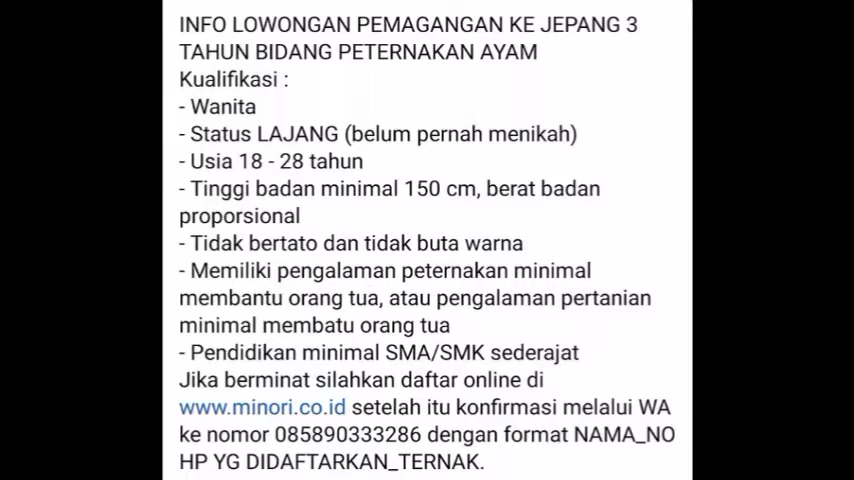 INFO LOWONGAN PEMAGANGAN KE JEPANG 3
TAHUN BIDANG PETERNAKAN AYAM
Kualifikasi :
- Wanita
- Status LAJANG (belum pernah menikah)
- Usia 18 - 28 tahun
- Tinggi badan minimal 150 cm, berat badan
proporsional
- Tidak bertato dan tidak buta warna
- Memiliki pengalaman peternakan minimal
membantu orang tua, atau pengalaman pertanian
minimal membatu orang tua
- Pendidikan minimal SMA/SMK sederajat
Jika berminat silahkan daftar online di
www.minori.co.id setelah itu konfirmasi melalui WA
ke nomor 085890333286 dengan format NAMA_NO
HP YG DIDAFTARKAN_TERNAK.